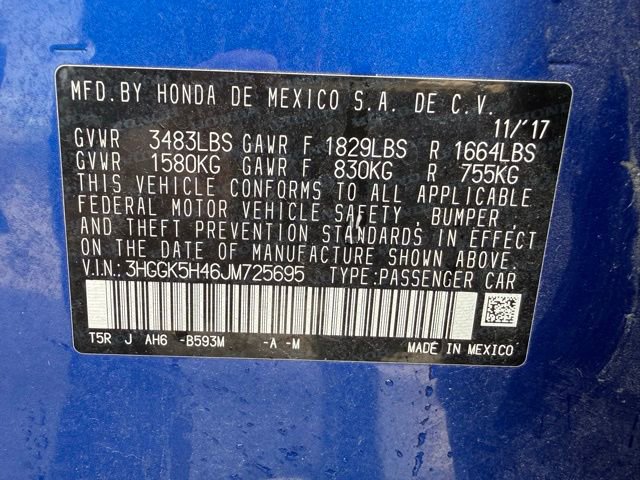 MFD.BY HONDA DE MEXICO S.A. DE C.V.
11/'17
GVWR 3483LBS GAWR F 1829LBS R 1664LBS
GVWR 1580KG GAWR F 830KG R 755KG
THIS VEHICLE CONFORMS TO ALL APPLICABLE
FEDERAL MOTOR VEHICLE SAFETY, BUMPER,
AND THEFT PREVENTION STANDARDS IN EFFECT
ON THE DATE OF MANUFACTURE SHOWN ABOVE
V.I.N.: 3HGGK5H46JM725695 TYPE:PASSENGER CAR
T5R J AH6 -B593M -A -M MADE IN MEXICO